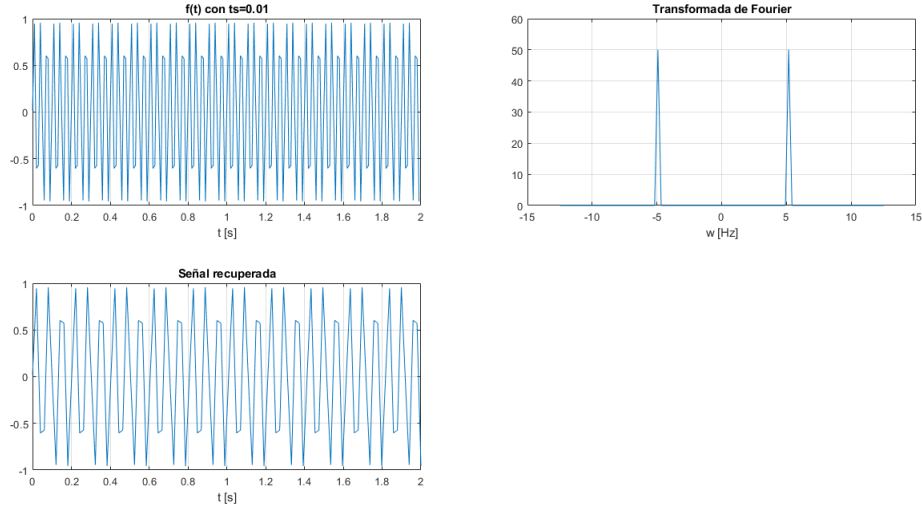 f(t) con ts=0.01
1
0.5
0
-0.5
-1
0 0.2 0.4 0.6 0.8 1 1.2 1.4 1.6 1.8 2
t [s]
Transformada de Fourier
60
50
40
30
20
10
0
-15 -10 -5 0 5 10 15
w [Hz]
Señal recuperada
1
0.5
0
-0.5
-1
0 0.2 0.4 0.6 0.8 1 1.2 1.4 1.6 1.8 2
t [s]